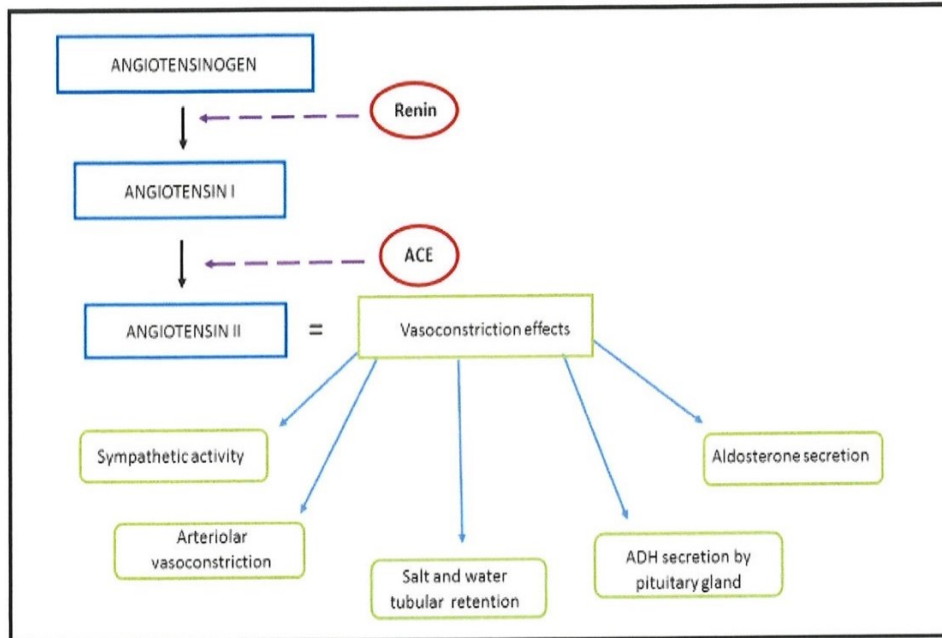 ANGIOTENSINOGEN
Renin
ANGIOTENSIN I
ACE
ANGIOTENSIN II = Vasoconstriction effects
Sympathetic activity
Aldosterone secretion
Arteriolar
vasoconstriction
ADH secretion by
pituitary gland
Salt and water
tubular retention